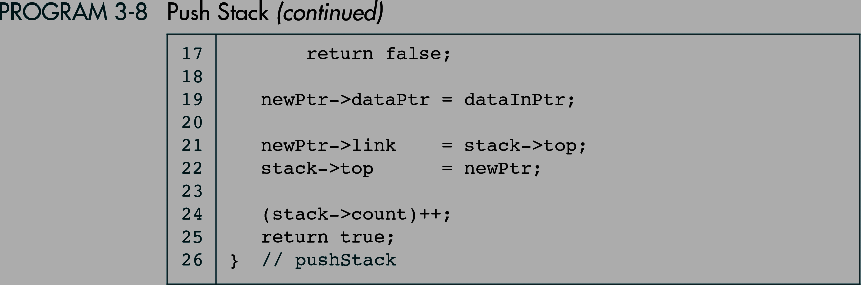 PROGRAM 3-8 Push Stack (continued)
17 return false;
18
19 newPtr->dataPtr = dataInPtr;
20
21 newPtr->link = stack->top;
22 stack->top = newPtr;
23
24 (stack->count)++;
25 return true;
26 } // pushStack